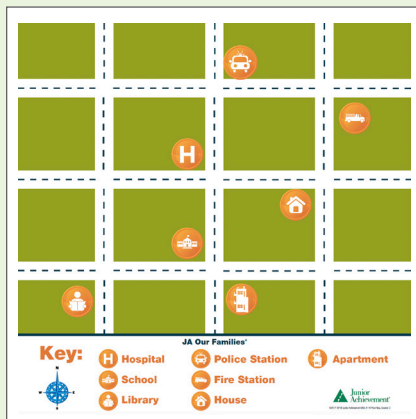 H
H
JA Our Families®
Key:
H Hospital
Police Station
Apartment
School
Fire Station
Library
House
Junior
Achievement®